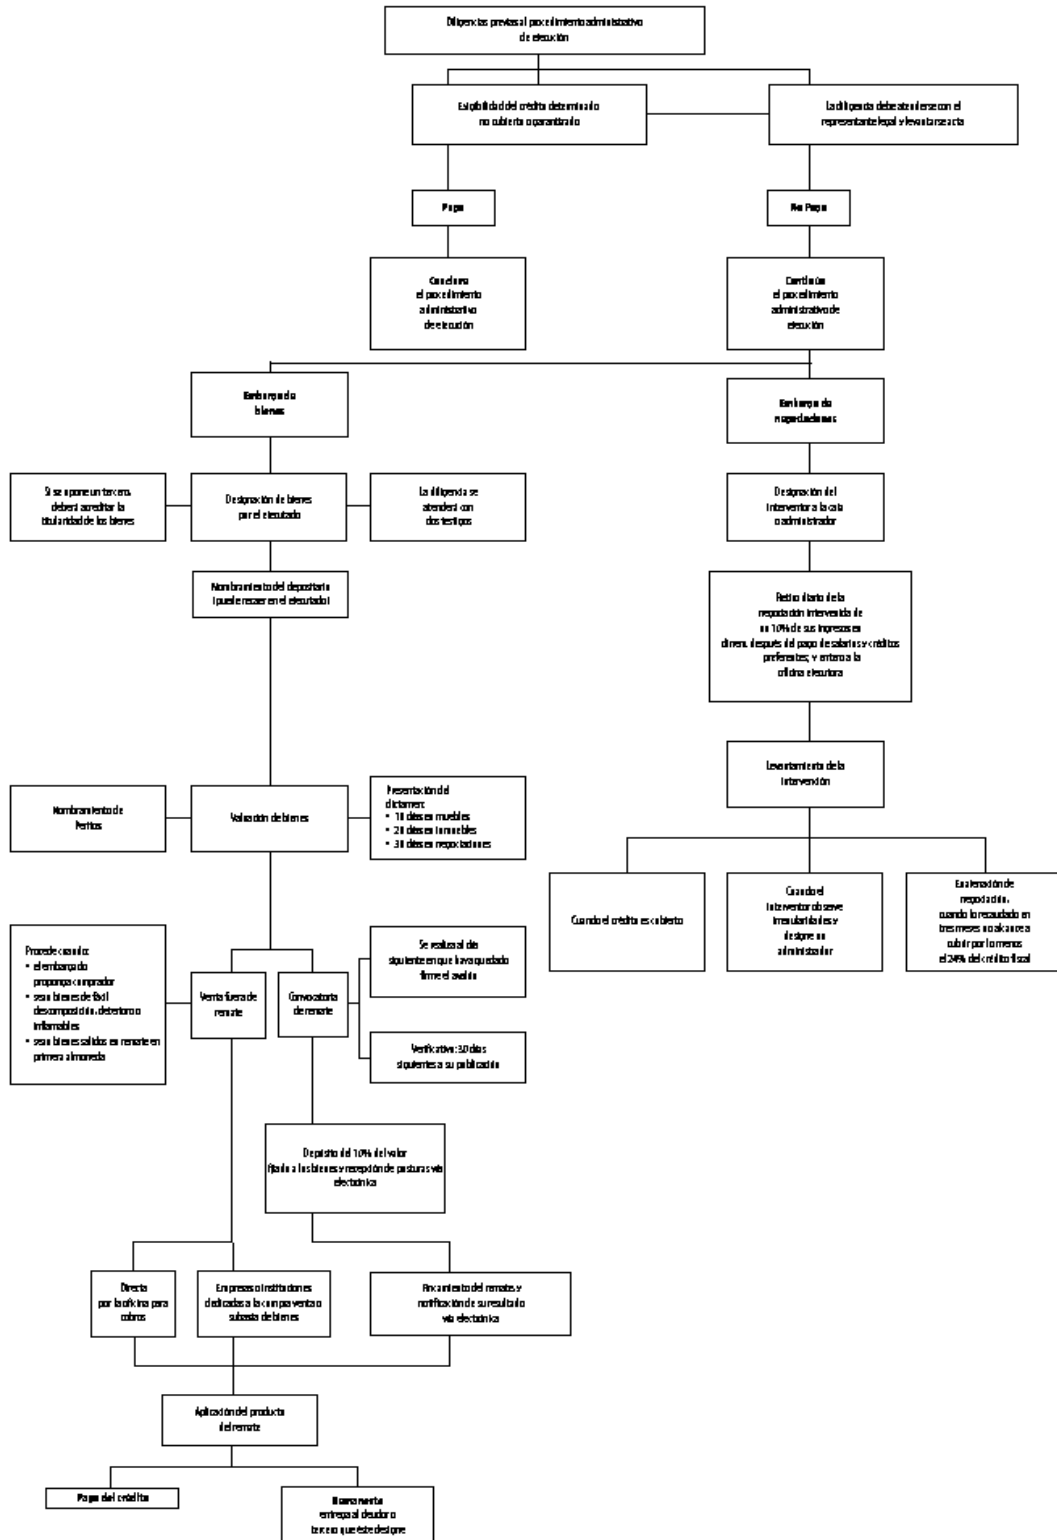 Diligencias previas al procedimiento administrativo
de ejecución
Exigibilidad del crédito determinado
no cubierto o garantizado
La diligencia debe atenderse con el
representante legal y levantarse acta
Pago
No Pago
Concluye
el procedimiento
administrativo
de ejecución
Continúa
el procedimiento
administrativo de
ejecución
Embargo de
bienes
Embargo de
negociaciones
Si se opone un tercero,
deberá acreditar la
titularidad de los bienes
Designación de bienes
por el ejecutado
La diligencia se
atenderá con
dos testigos
Designación del
interventor a la caja
o administrador
Nombramiento del depositario
(puede recaer en el ejecutado)
Retiro diario de la
negociación intervenida de
un 10% de sus ingresos en
dinero, después del pago de salarios y créditos
preferentes; y entero a la
oficina ejecutora
Levantamiento de la
intervención
Nombramiento de
Peritos
Valuación de bienes
Presentación del
dictamen:
• 10 días en muebles
• 20 días en inmuebles
• 30 días en negociaciones
Cuando el crédito es cubierto
Cuando el
interventor observe
irregularidades y
designe un
administrador
Enajenación de
negociación,
cuando lo recaudado en
tres meses no alcance a
cubrir por lo menos
el 24% del crédito fiscal
Procede cuando:
• el embargado
proponga comprador
• sean bienes de fácil
descomposición, deterioro o
inflamables
• sean bienes salidos en remate en
primera almoneda
Venta fuera de
remate
Convocatoria
de remate
Se realiza al día
siguiente en que haya quedado
firme el avalúo
Verificativo: 30 días
siguientes a su publicación
Depósito del 10% del valor
fijado a los bienes y recepción de posturas vía
electrónica
Directa
por la oficina para
cobros
Empresas o instituciones
dedicadas a la compraventa o
subasta de bienes
Fincamiento del remate, y
notificación de su resultado
vía electrónica
Aplicación del producto
del remate
Pago del crédito
entrega al deudor o
tercero que éste designe